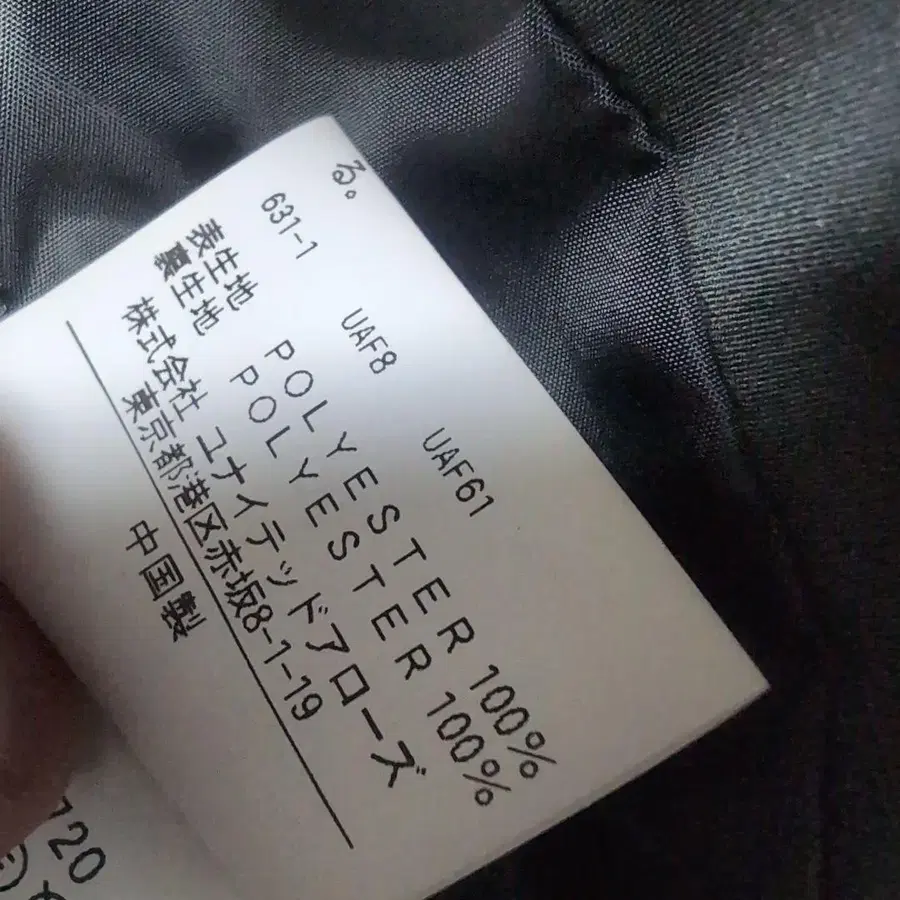 る。
631-1 UAF8 UAF61
表生地 POLYESTER 100%
裏生地 POLYESTER 100%
株式会社 ユナイテッドアローズ
東京都港区赤坂8-1-19
中国製
120